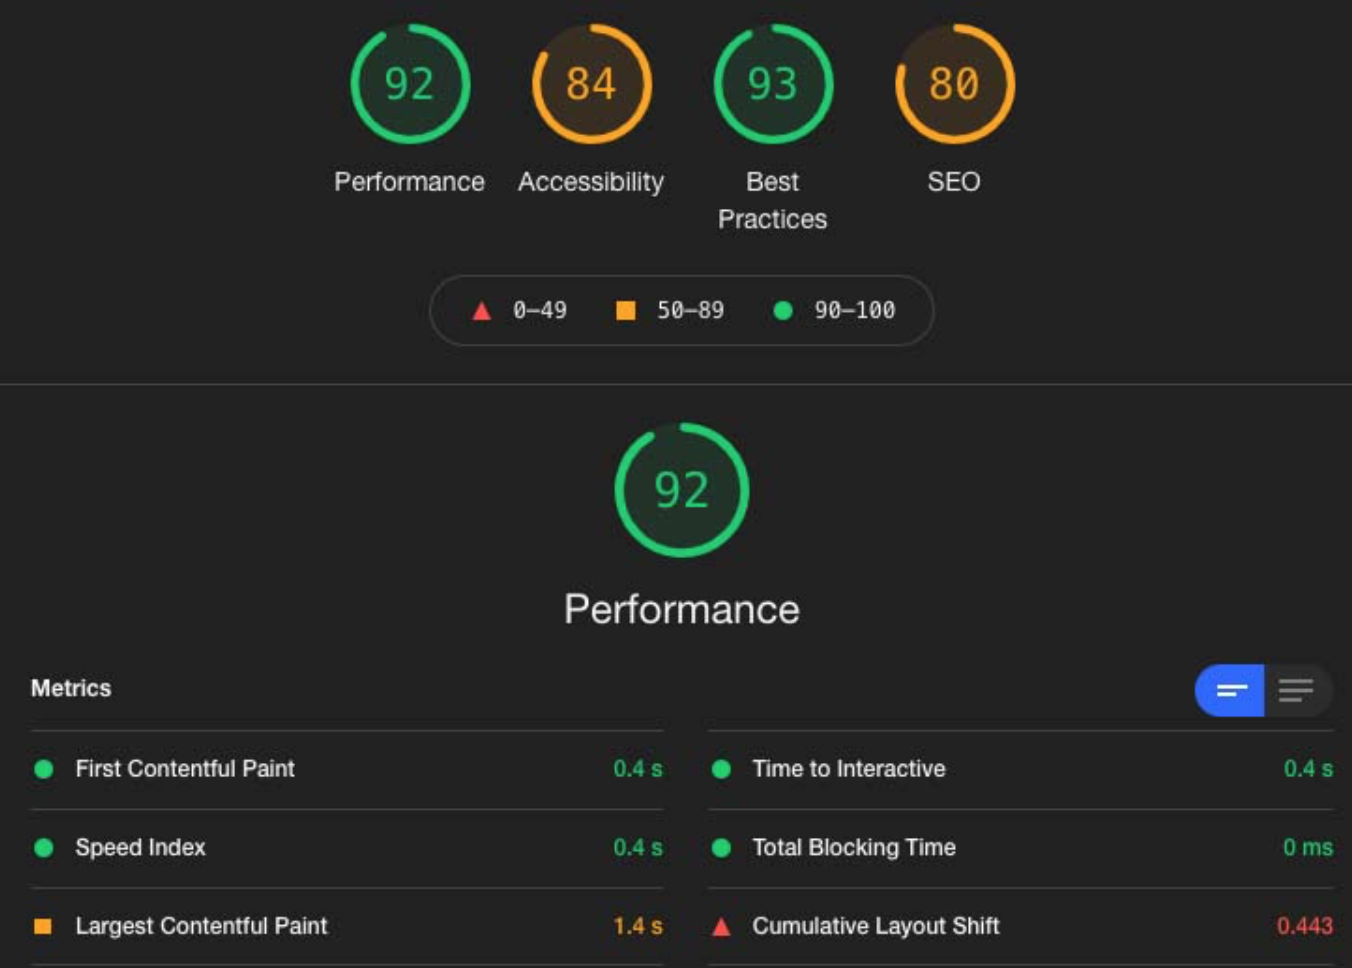 92 84 93 80
Performance Accessibility Best Practices SEO
0–49 50–89 90–100
92
Performance
Metrics
First Contentful Paint 0.4 s
Time to Interactive 0.4 s
Speed Index 0.4 s
Total Blocking Time 0 ms
Largest Contentful Paint 1.4 s
Cumulative Layout Shift 0.443